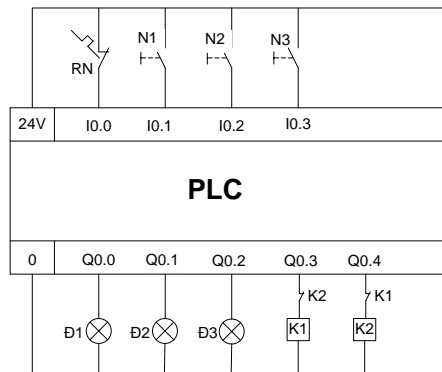 N1 N2 N3
RN
24V I0.0 I0.1 I0.2 I0.3
PLC
0 Q0.0 Q0.1 Q0.2 Q0.3 Q0.4
K2 K1
Đ1 Đ2 Đ3 K1 K2